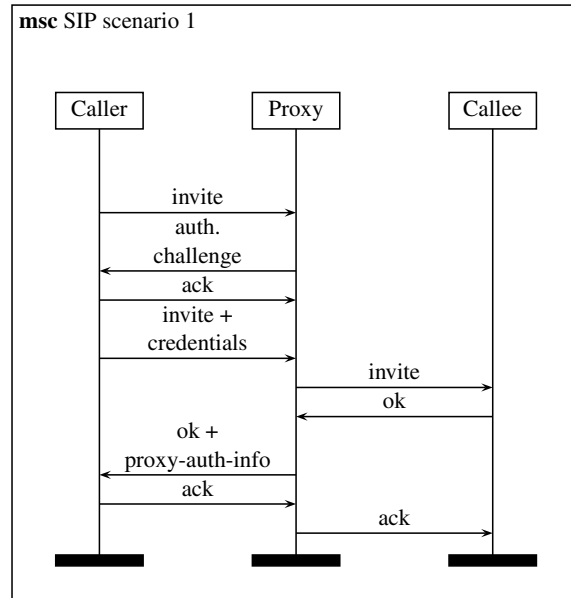 msc SIP scenario 1
Caller
Proxy
Callee
invite
auth.
challenge
ack
invite +
credentials
invite
ok
ok +
proxy-auth-info
ack
ack